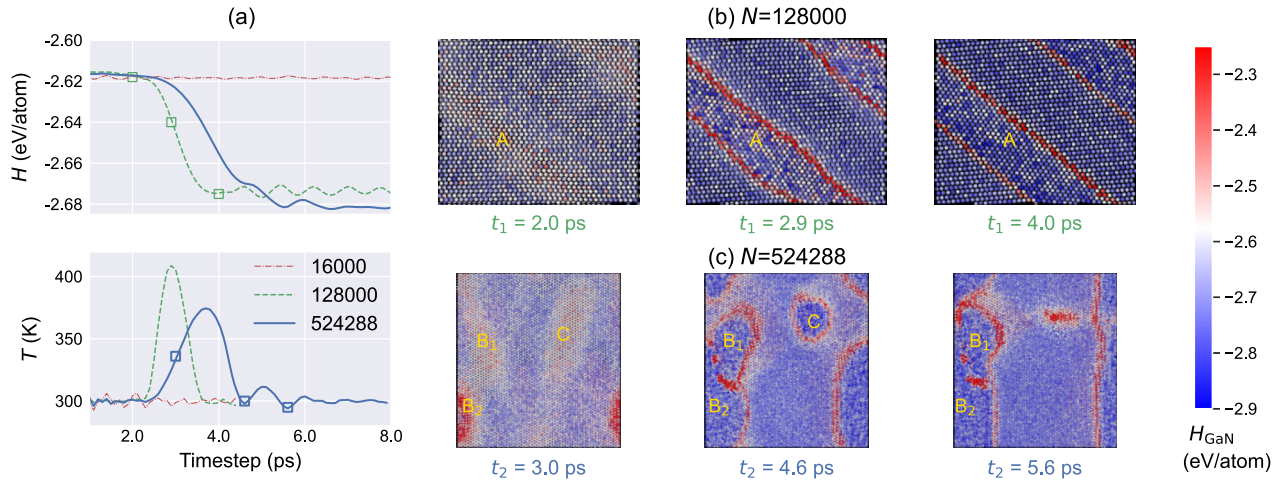 (a)
(b) N=128000
-2.60
-2.62
-2.64
-2.66
-2.68
H (eV/atom)
A
A
A
t1 = 2.0 ps
t1 = 2.9 ps
t1 = 4.0 ps
(c) N=524288
400
350
300
T (K)
16000
128000
524288
2.0
4.0
6.0
8.0
Timestep (ps)
B1
C
B2
B1
C
B2
B1
B2
t2 = 3.0 ps
t2 = 4.6 ps
t2 = 5.6 ps
−2.3
−2.4
−2.5
−2.6
−2.7
−2.8
−2.9
HGaN
(eV/atom)